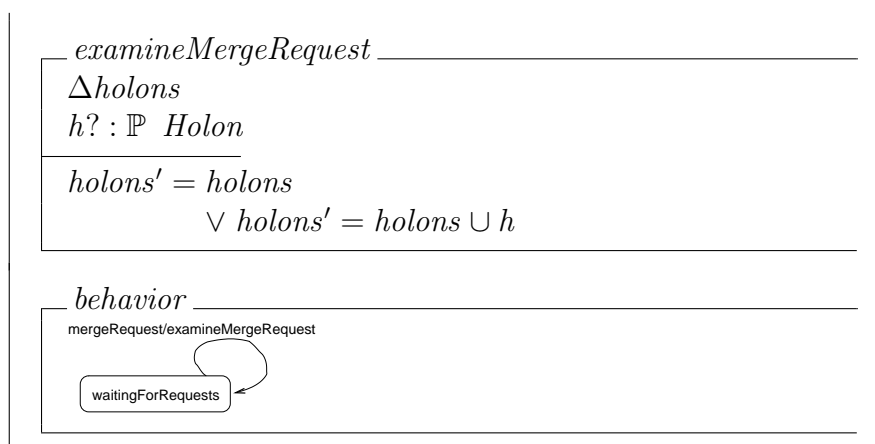 examineMergeRequest
Δholons
h? : ℙ Holon
holons′ = holons
∨ holons′ = holons ∪ h
behavior
mergeRequest/examineMergeRequest
waitingForRequests